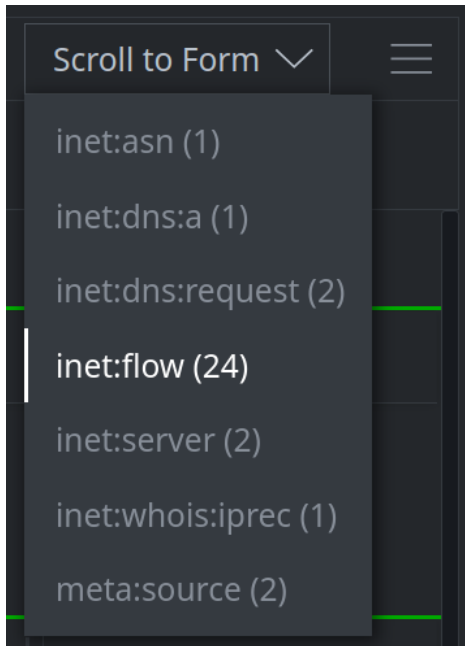 Scroll to Form
inet:asn (1)
inet:dns:a (1)
inet:dns:request (2)
inet:flow (24)
inet:server (2)
inet:whois:iprec (1)
meta:source (2)